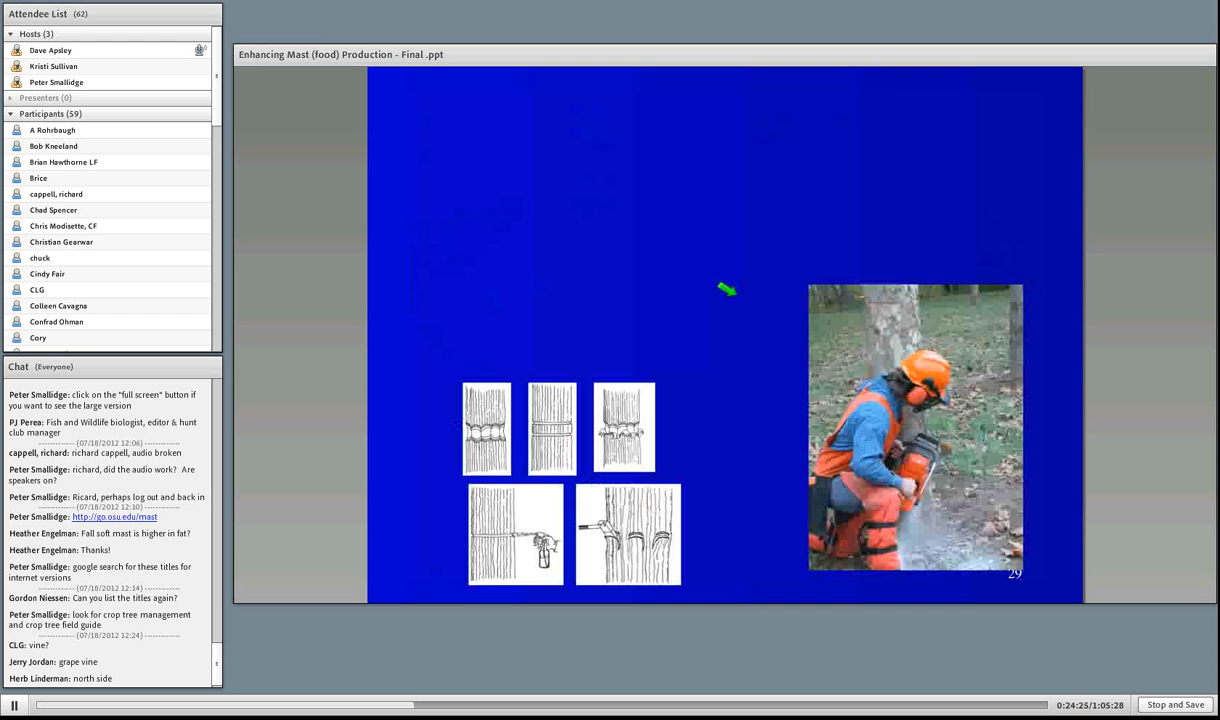 Attendee List (62)
Hosts (3)
Dave Apsley
Kristi Sullivan
Peter Smallidge
Presenters (0)
Participants (59)
A Rohrbaugh
Bob Kneeland
Brian Hawthorne LF
Brice
cappell, richard
Chad Spencer
Chris Modisette, CF
Christian Gearwar
chuck
Cindy Fair
CLG
Colleen Cavagna
Confrad Ohman
Cory
Chat (Everyone)
Peter Smallidge: click on the "full screen" button if
you want to see the large version
PJ Perea: Fish and Wildlife biologist, editor & hunt
club manager
------------- (07/18/2012 12:06) -------------
cappell, richard: richard cappell, audio broken
Peter Smallidge: richard, did the audio work? Are
speakers on?
Peter Smallidge: Ricard, perhaps log out and back in
------------- (07/18/2012 12:10) -------------
Peter Smallidge: http://go.osu.edu/mast
Heather Engelman: Fall soft mast is higher in fat?
Heather Engelman: Thanks!
Peter Smallidge: google search for these titles for
internet versions
------------- (07/18/2012 12:14) -------------
Gordon Niessen: Can you list the titles again?
Peter Smallidge: look for crop tree management
and crop tree field guide
------------- (07/18/2012 12:24) -------------
CLG: vine?
Jerry Jordan: grape vine
Herb Linderman: north side
Enhancing Mast (food) Production - Final .ppt
29
0:24:25/1:05:28
Stop and Save